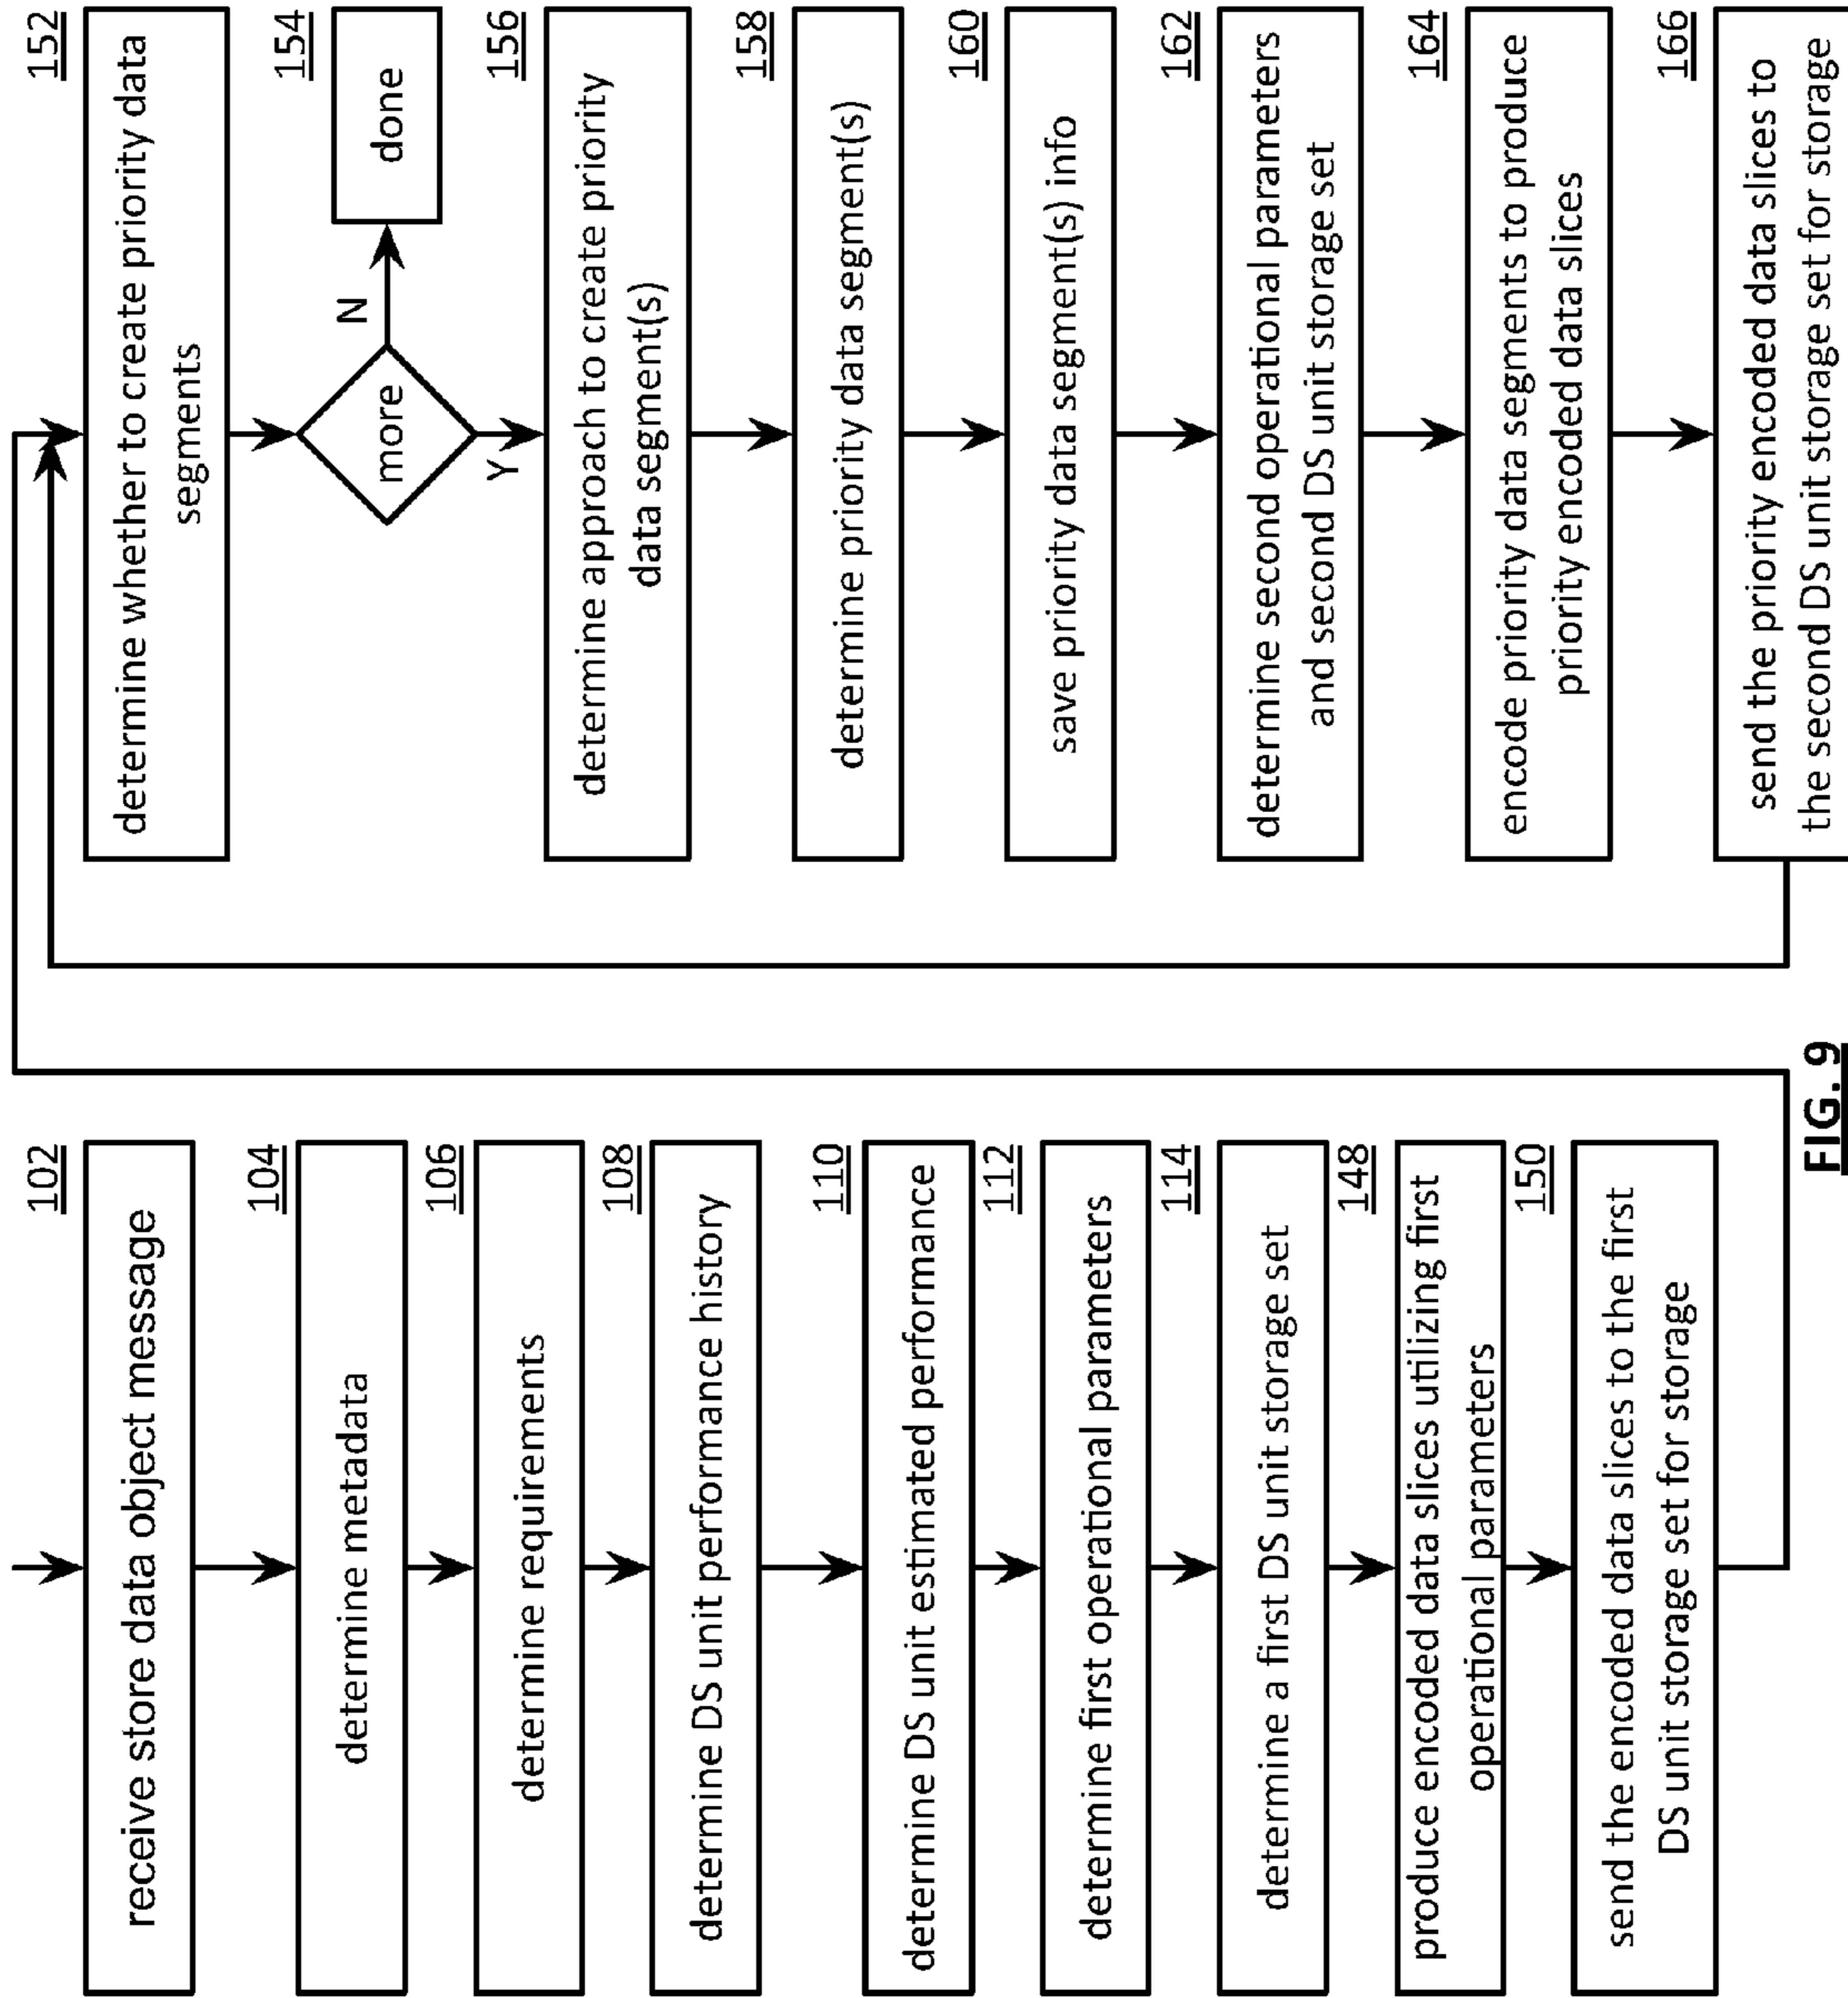 102
receive store data object message
104
determine metadata
106
determine requirements
108
determine DS unit performance history
110
determine DS unit estimated performance
112
determine first operational parameters
114
determine a first DS unit storage set
148
produce encoded data slices utilizing first
operational parameters
150
send the encoded data slices to the first
DS unit storage set for storage
152
determine whether to create priority data
segments
154
more
N
done
Y
156
determine approach to create priority
data segment(s)
158
determine priority data segment(s)
160
save priority data segment(s) info
162
determine second operational parameters
and second DS unit storage set
164
encode priority data segments to produce
priority encoded data slices
166
send the priority encoded data slices to
the second DS unit storage set for storage
FIG. 9